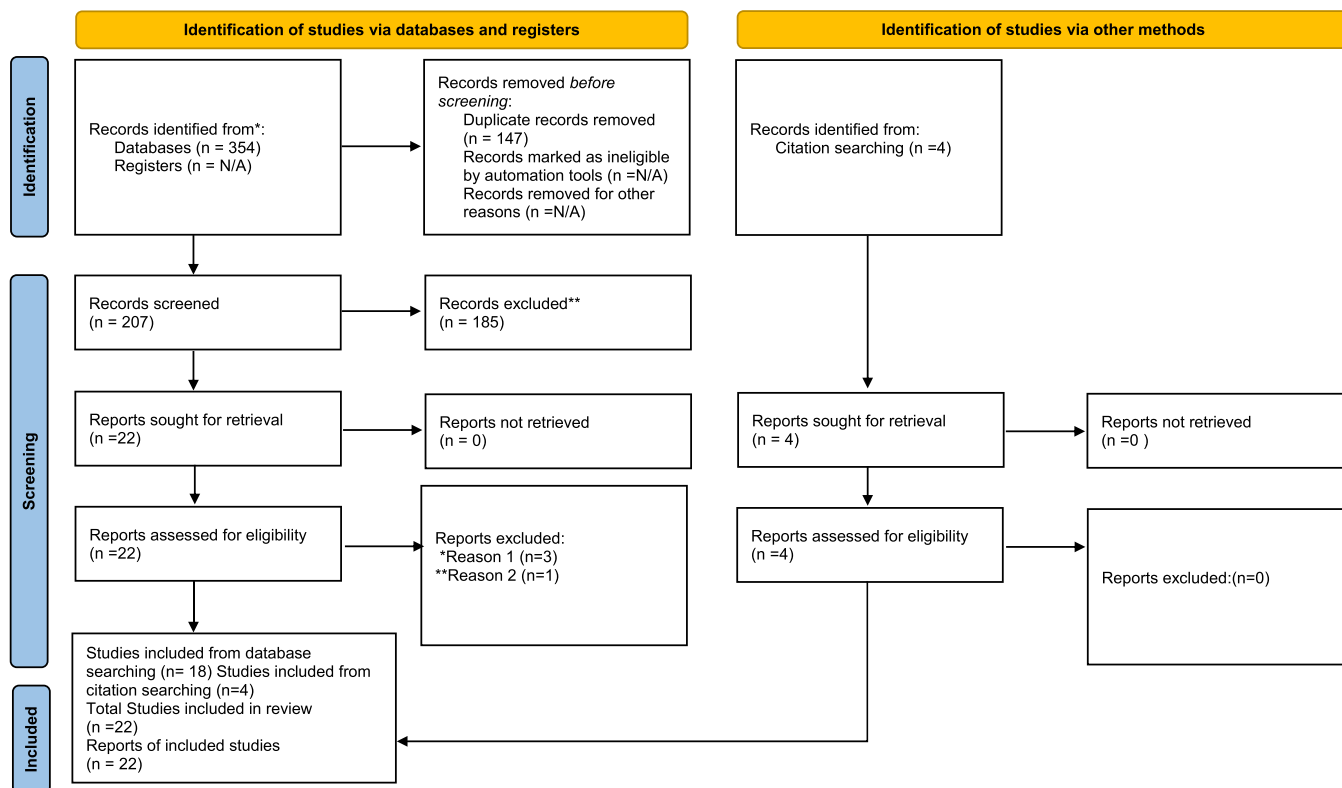 Identification of studies via databases and registers
Identification of studies via other methods
Identification
Records identified from*:
Databases (n = 354)
Registers (n = N/A)
Records removed before
screening:
Duplicate records removed
(n = 147)
Records marked as ineligible
by automation tools (n =N/A)
Records removed for other
reasons (n =N/A)
Records identified from:
Citation searching (n =4)
Screening
Records screened
(n = 207)
Records excluded**
(n = 185)
Reports sought for retrieval
(n =22)
Reports not retrieved
(n = 0)
Reports sought for retrieval
(n = 4)
Reports not retrieved
(n =0 )
Reports assessed for eligibility
(n =22)
Reports excluded:
*Reason 1 (n=3)
**Reason 2 (n=1)
Reports assessed for eligibility
(n =4)
Reports excluded:(n=0)
Included
Studies included from database
searching (n= 18) Studies included from
citation searching (n=4)
Total Studies included in review
(n =22)
Reports of included studies
(n = 22)